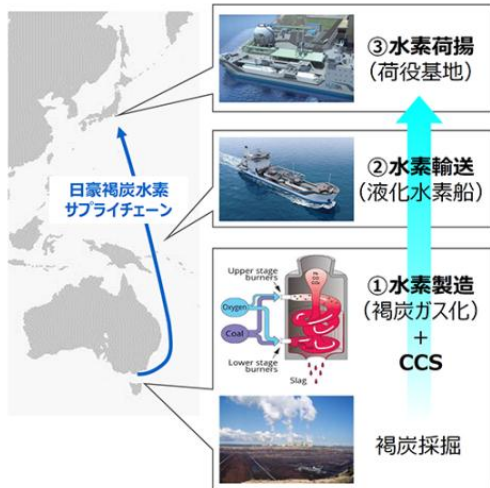 ③水素荷揚
(荷役基地)
②水素輸送
(液化水素船)
日豪褐炭水素
サプライチェーン
Upper stage
burners
H₂
CO
CO₂
Oxygen
Coal
Lower stage
burners
Slag
①水素製造
(褐炭ガス化)
+
CCS
褐炭採掘